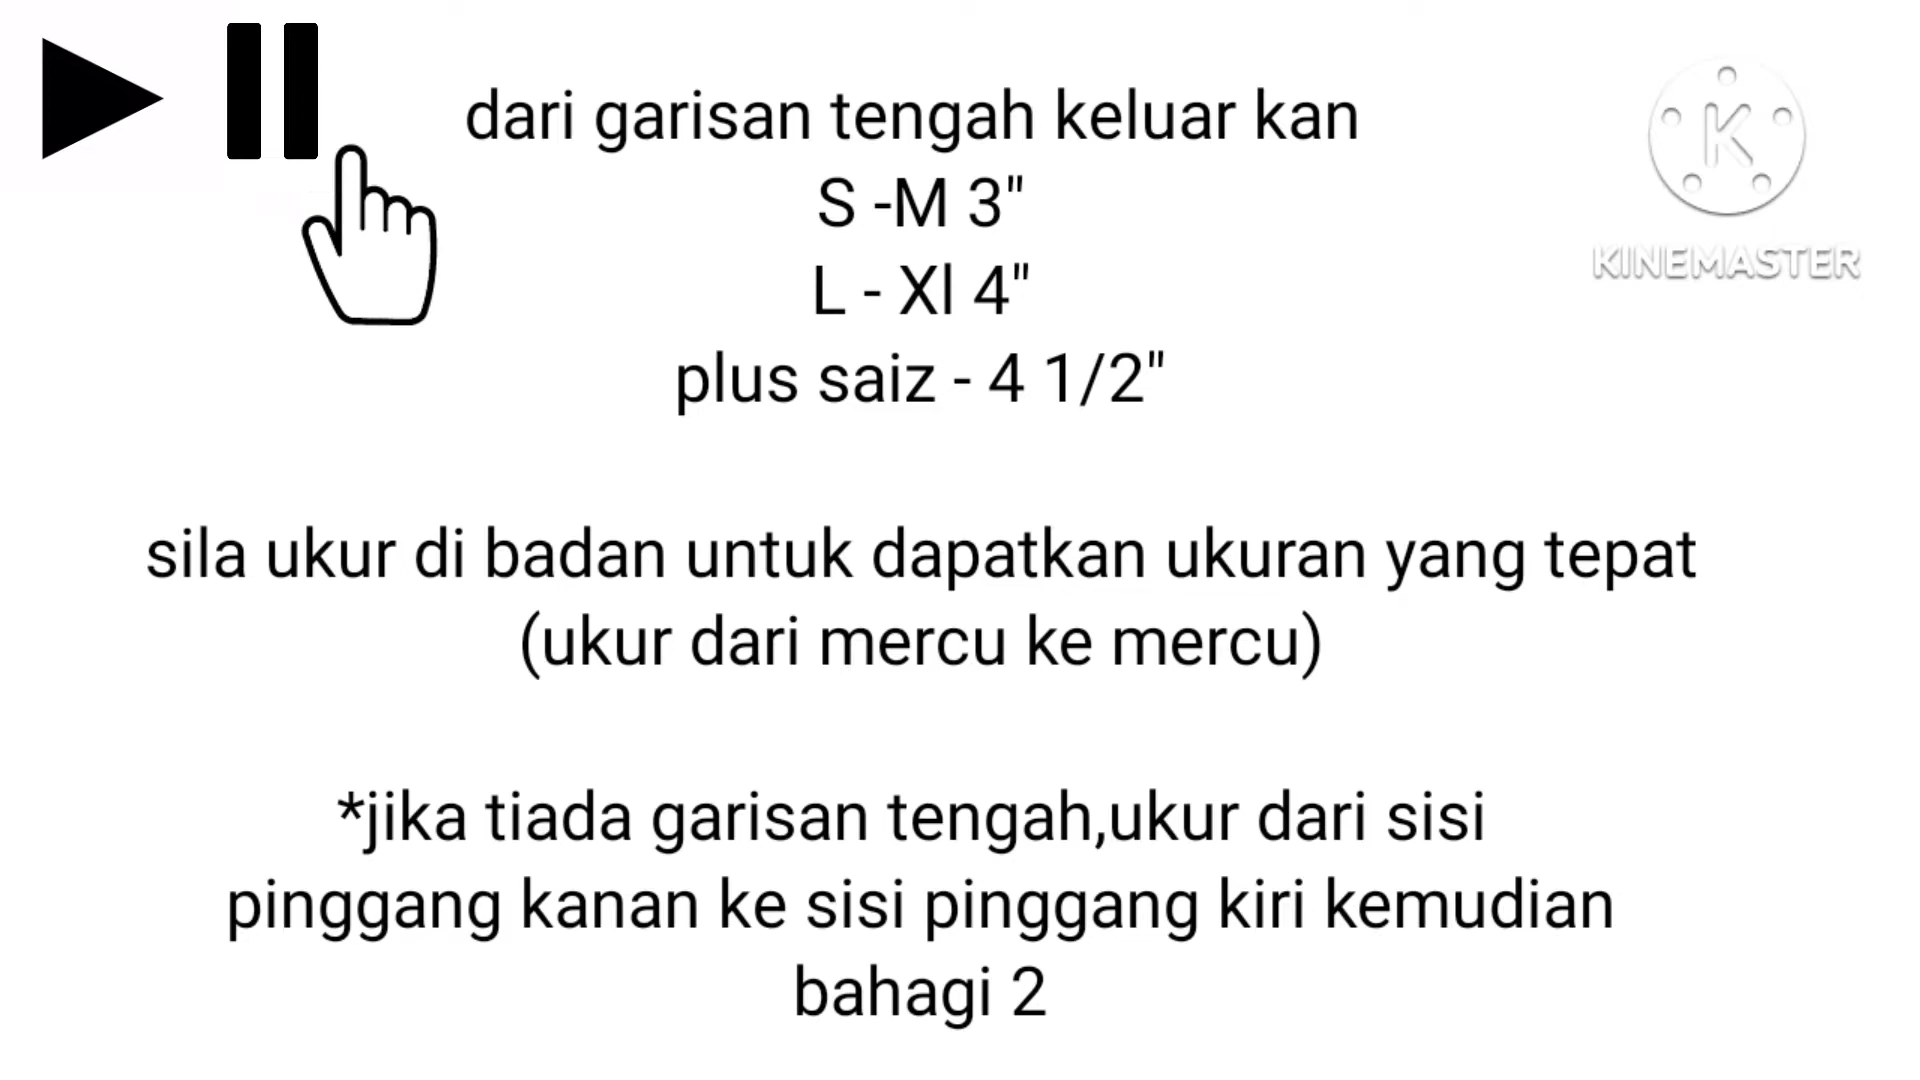 dari garisan tengah keluar kan
S -M 3"
L - Xl 4"
plus saiz - 4 1/2"
sila ukur di badan untuk dapatkan ukuran yang tepat
(ukur dari mercu ke mercu)
*jika tiada garisan tengah,ukur dari sisi
pinggang kanan ke sisi pinggang kiri kemudian
bahagi 2
K
KINEMASTER